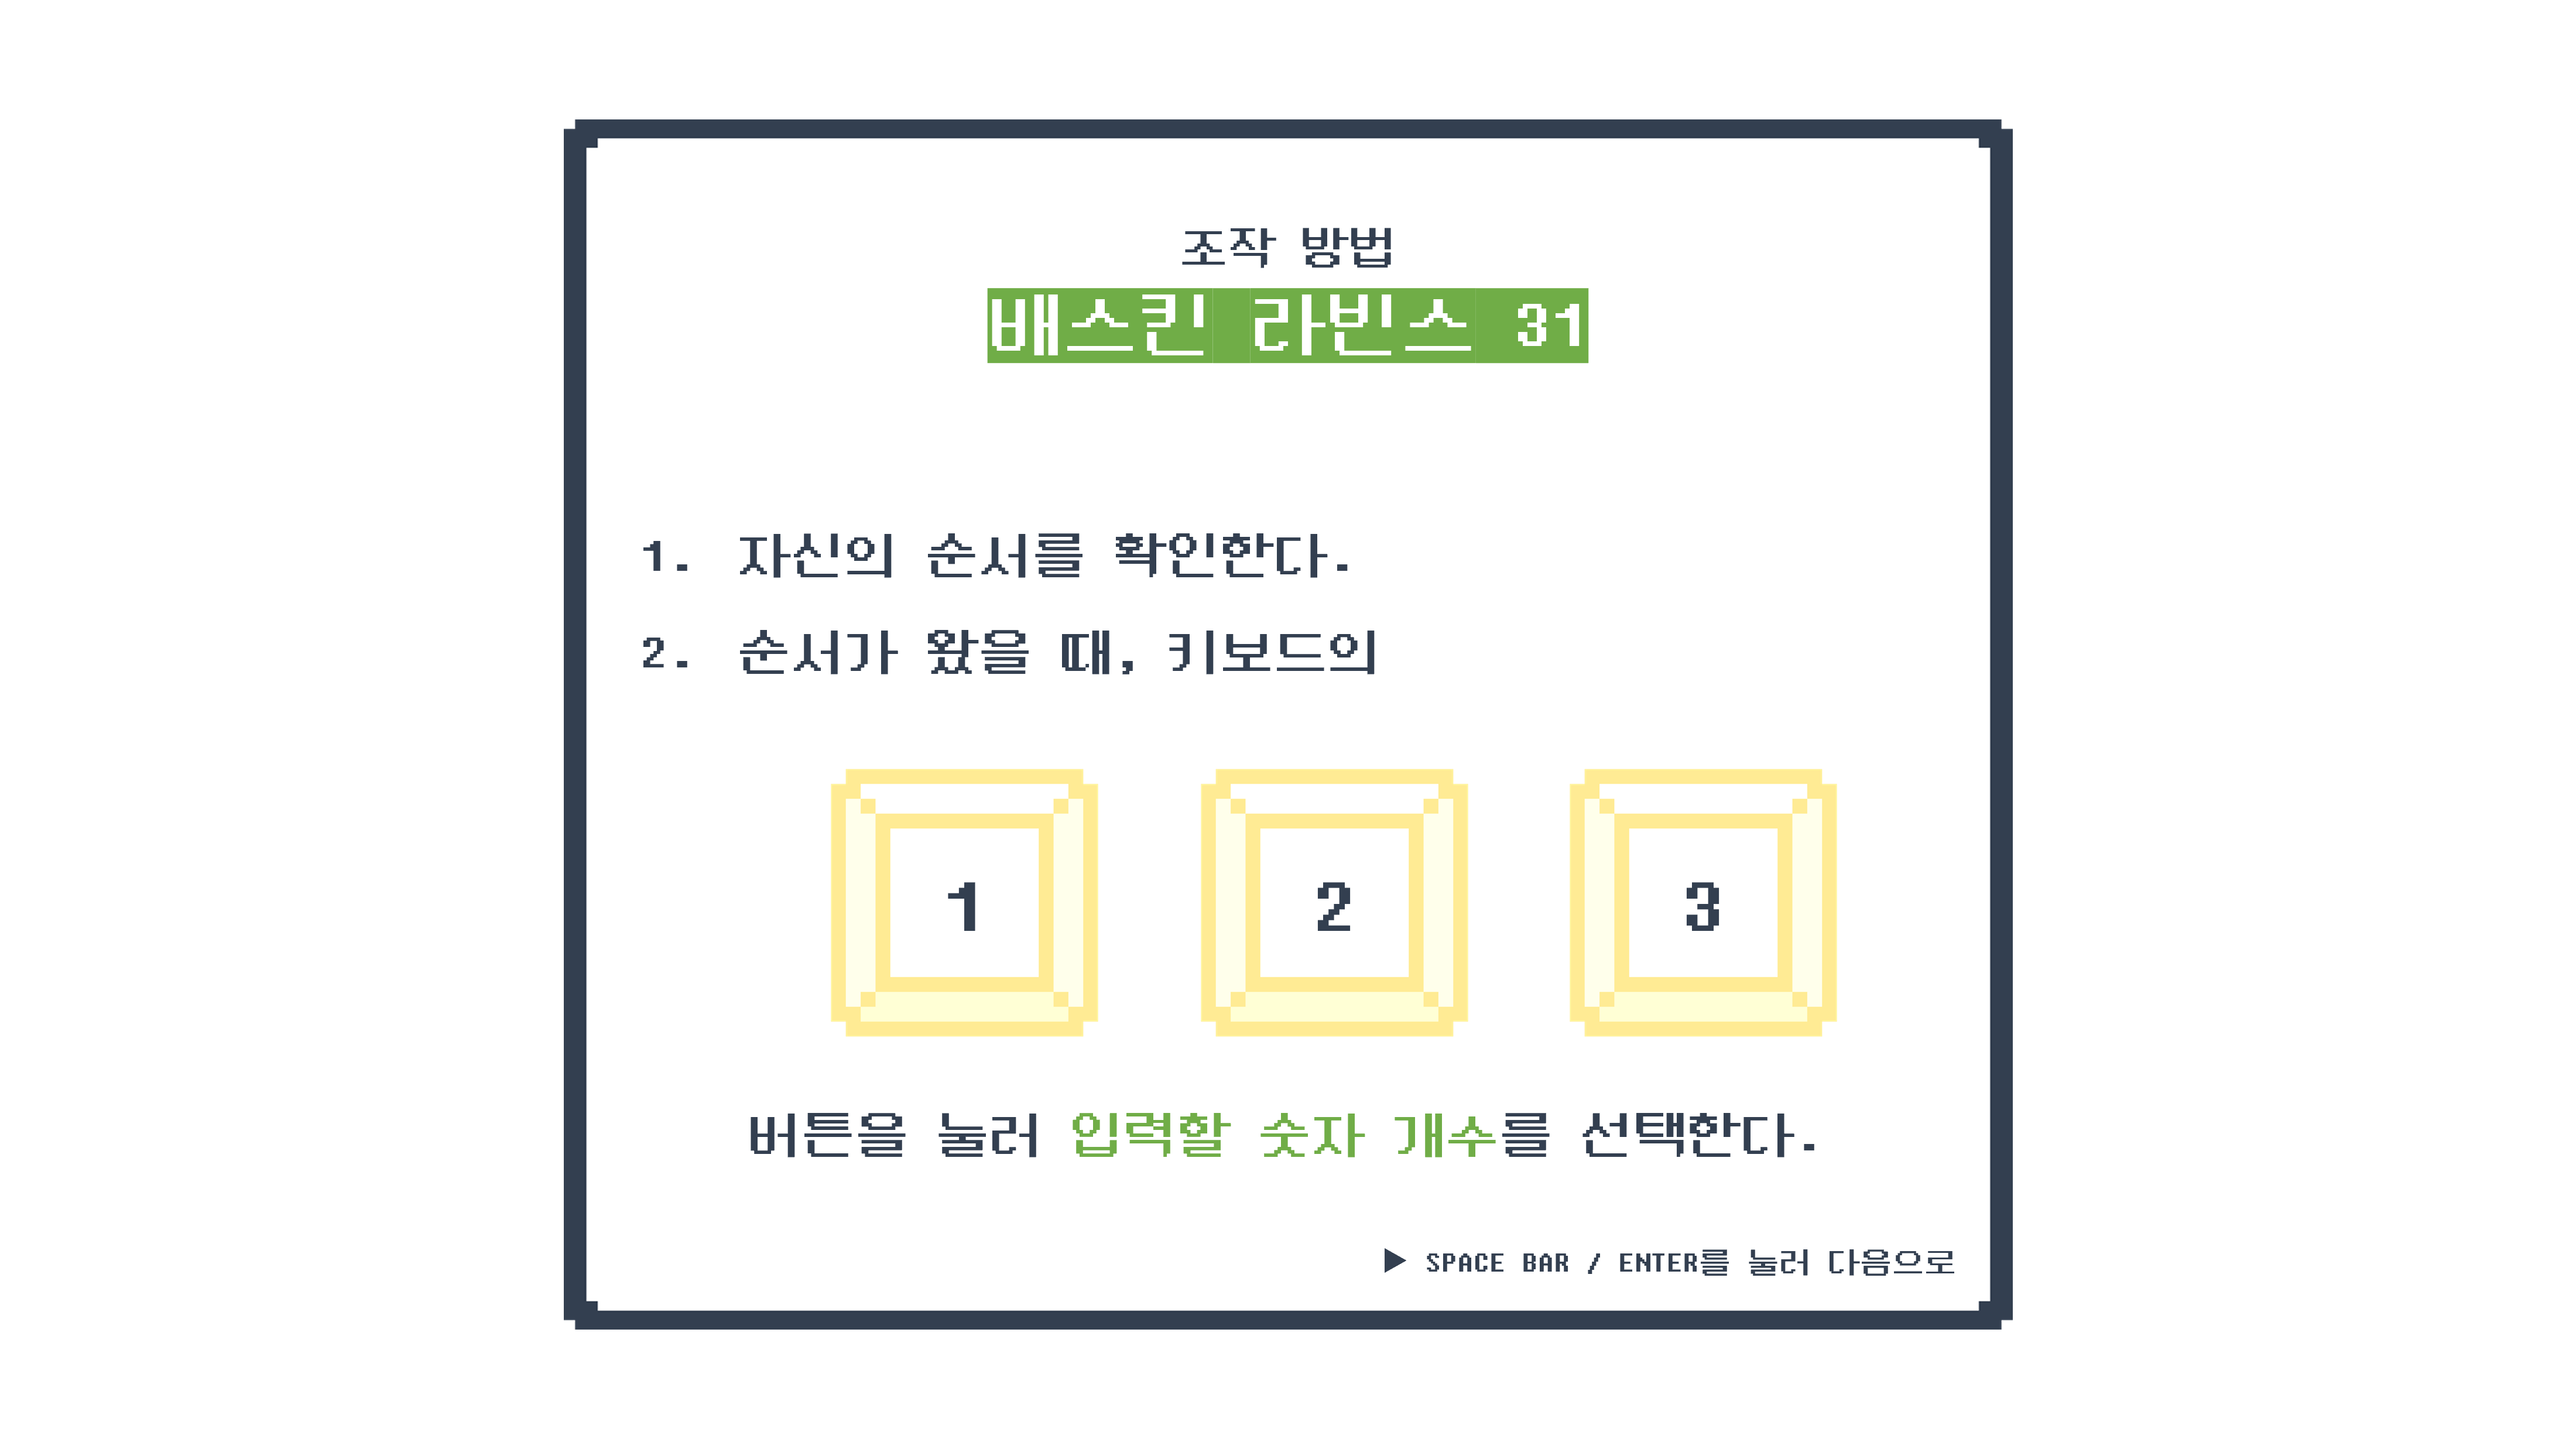 조작 방법
배스킨 라빈스 31
1. 자신의 순서를 확인한다.
2. 순서가 왔을 때, 키보드의
1 2 3
버튼을 눌러 입력할 숫자 개수를 선택한다.
▶ SPACE BAR / ENTER를 눌러 다음으로